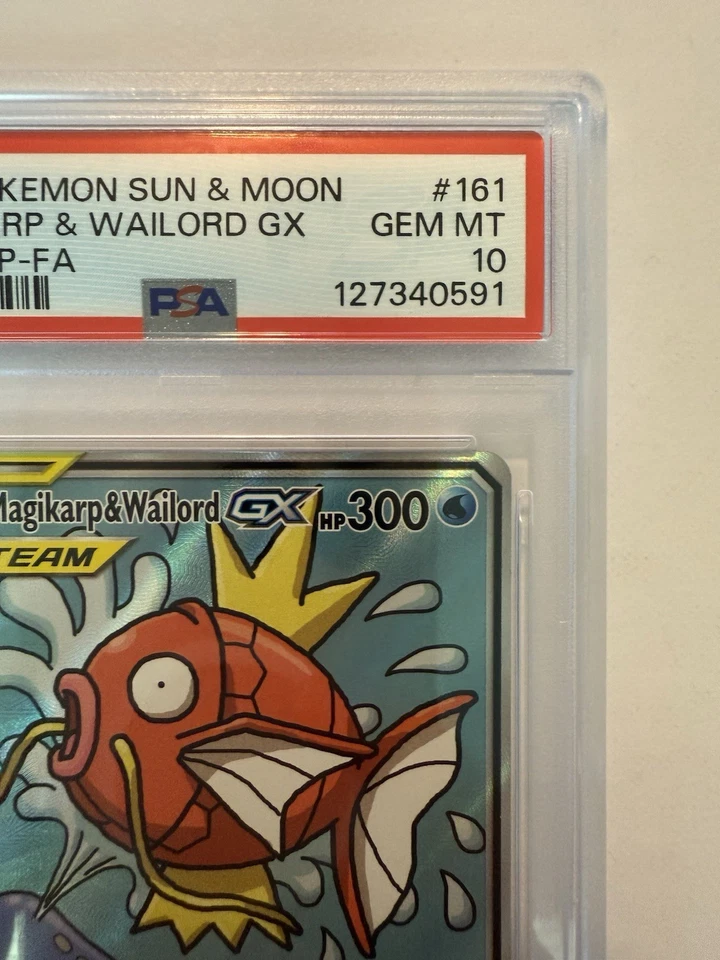 KEMON SUN & MOON #161
RP & WAILORD GX GEM MT
P-FA 10
PSA 127340591
Magikarp&Wailord GX HP300
TEAM